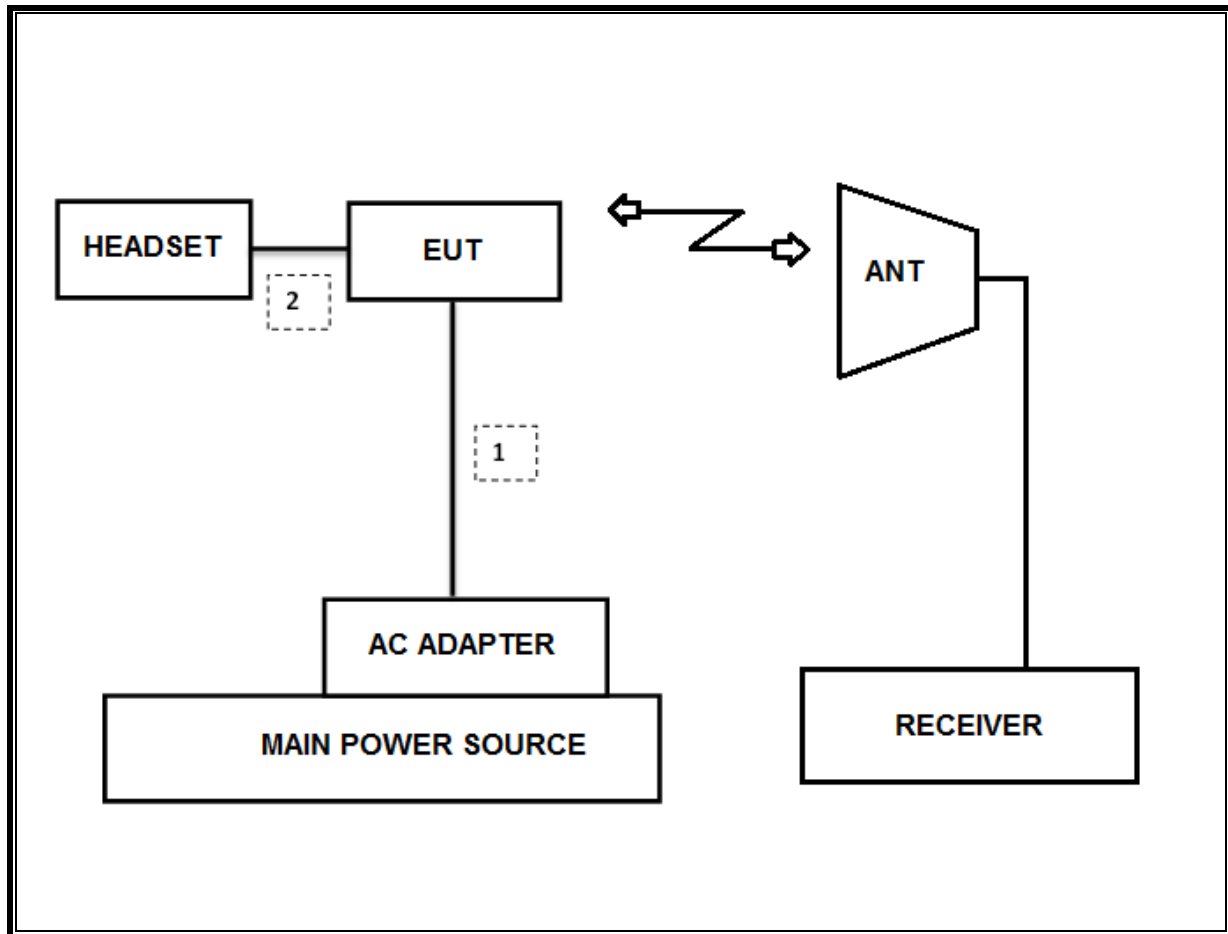 HEADSET
EUT
ANT
2
1
AC ADAPTER
MAIN POWER SOURCE
RECEIVER